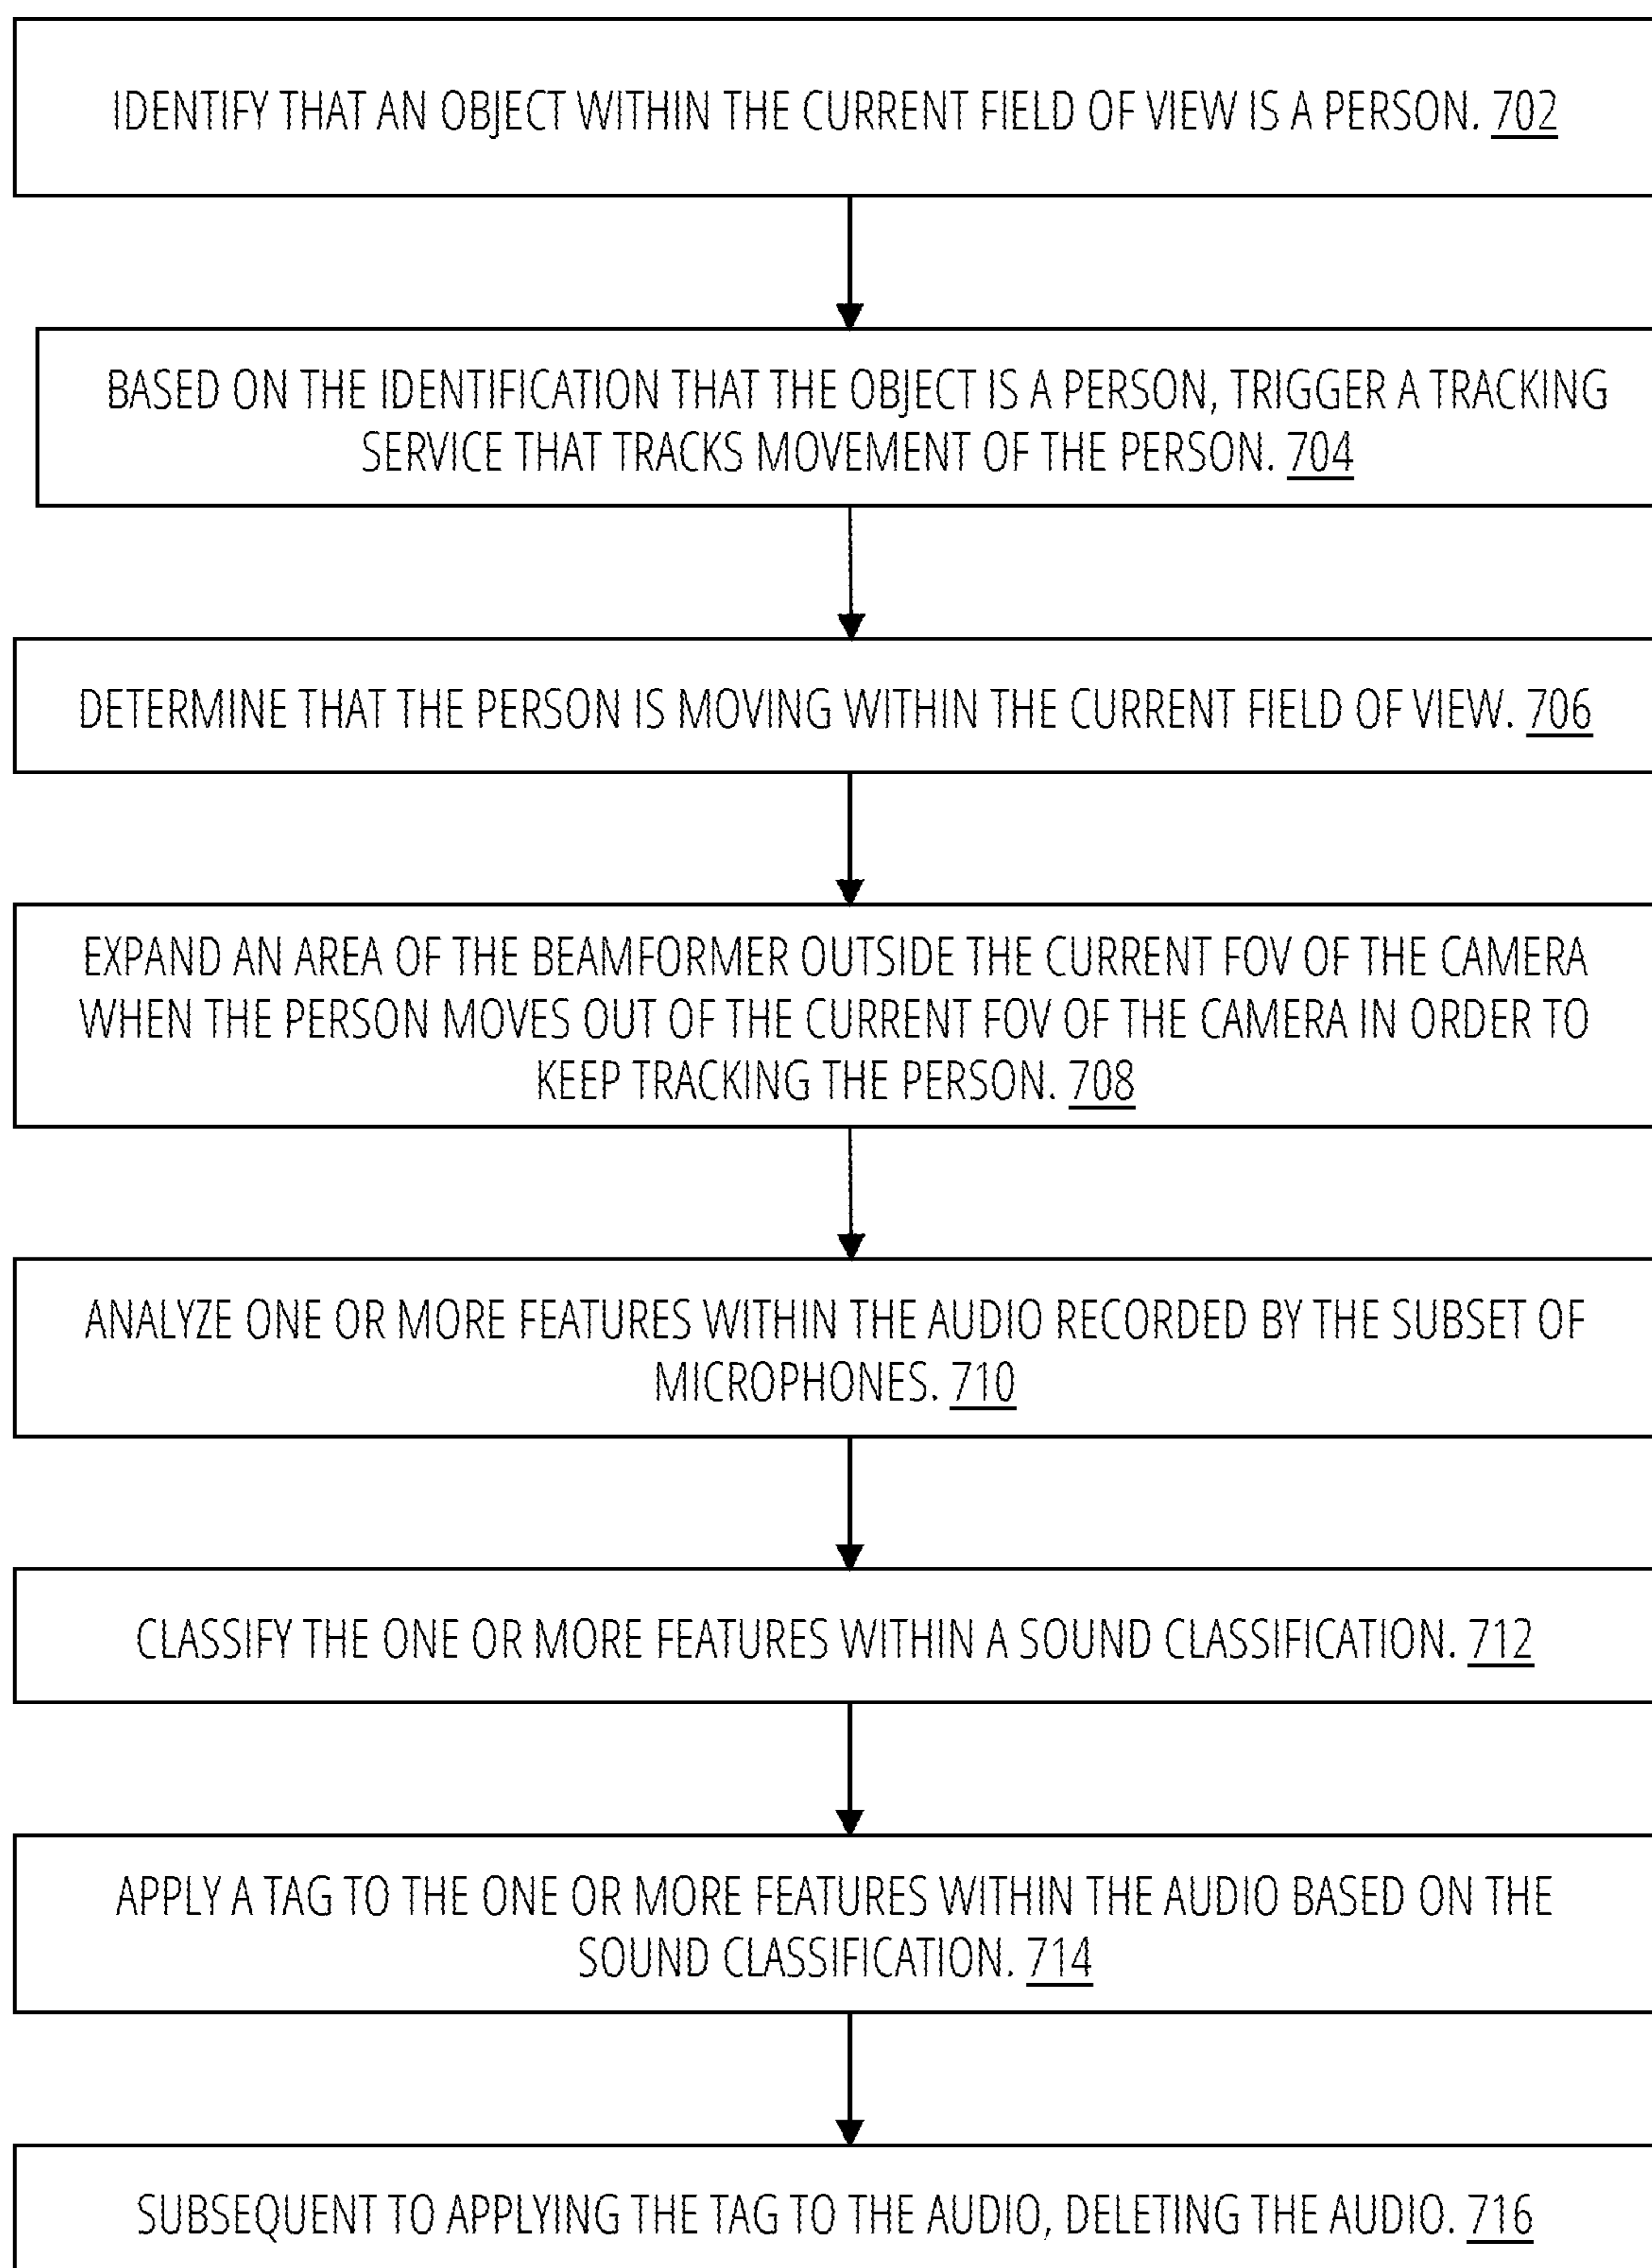 IDENTIFY THAT AN OBJECT WITHIN THE CURRENT FIELD OF VIEW IS A PERSON. 702
BASED ON THE IDENTIFICATION THAT THE OBJECT IS A PERSON, TRIGGER A TRACKING
SERVICE THAT TRACKS MOVEMENT OF THE PERSON. 704
DETERMINE THAT THE PERSON IS MOVING WITHIN THE CURRENT FIELD OF VIEW. 706
EXPAND AN AREA OF THE BEAMFORMER OUTSIDE THE CURRENT FOV OF THE CAMERA
WHEN THE PERSON MOVES OUT OF THE CURRENT FOV OF THE CAMERA IN ORDER TO
KEEP TRACKING THE PERSON. 708
ANALYZE ONE OR MORE FEATURES WITHIN THE AUDIO RECORDED BY THE SUBSET OF
MICROPHONES. 710
CLASSIFY THE ONE OR MORE FEATURES WITHIN A SOUND CLASSIFICATION. 712
APPLY A TAG TO THE ONE OR MORE FEATURES WITHIN THE AUDIO BASED ON THE
SOUND CLASSIFICATION. 714
SUBSEQUENT TO APPLYING THE TAG TO THE AUDIO, DELETING THE AUDIO. 716